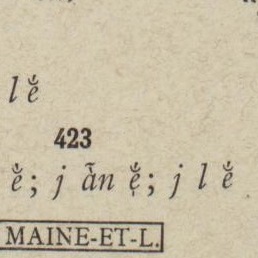 l ĕ́
423
ĕ́; j ãn ẹ̆́; j l ĕ́
MAINE-ET-L.